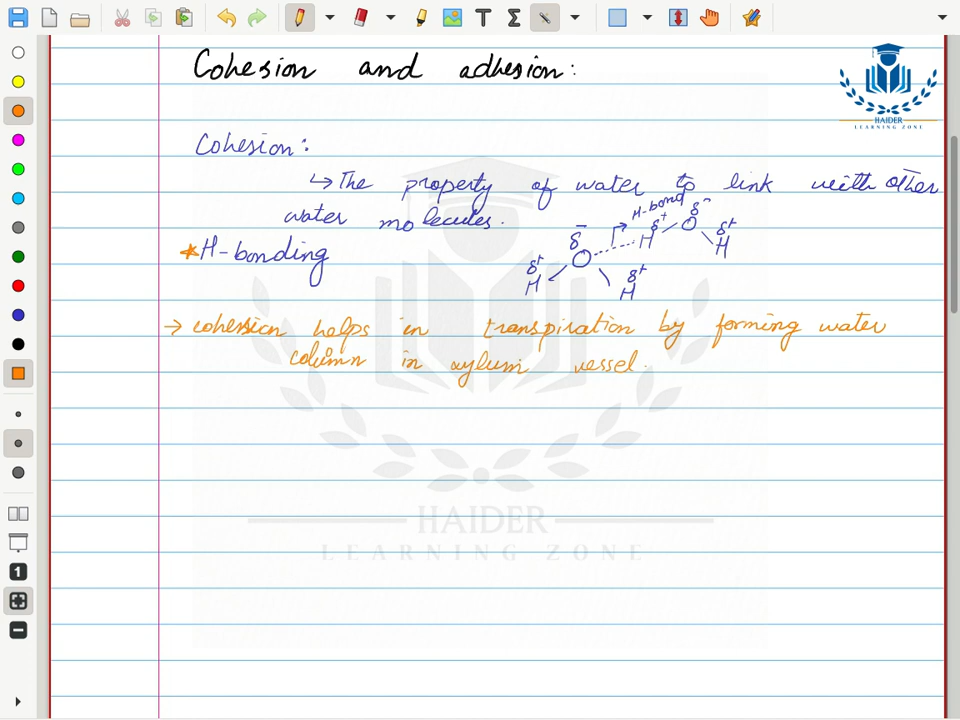 Cohesion and adhesion:
HAIDER
LEARNING ZONE
Cohesion:
↳ The property of water to link with other
water molecules.
H-bond
δ⁻
δ⁺
δ⁻
O
H
δ⁺
H
*H-bonding
O
δ⁺
H
δ⁺
H
→ cohesion helps in transpiration by forming water
column in xylum vessel.
HAIDER
LEARNING ZONE